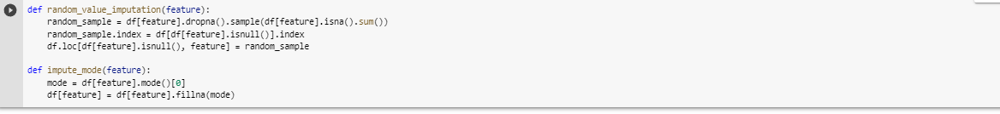 def random_value_imputation(feature):
    random_sample = df[feature].dropna().sample(df[feature].isna().sum())
    random_sample.index = df[df[feature].isnull()].index
    df.loc[df[feature].isnull(), feature] = random_sample

def impute_mode(feature):
    mode = df[feature].mode()[0]
    df[feature] = df[feature].fillna(mode)